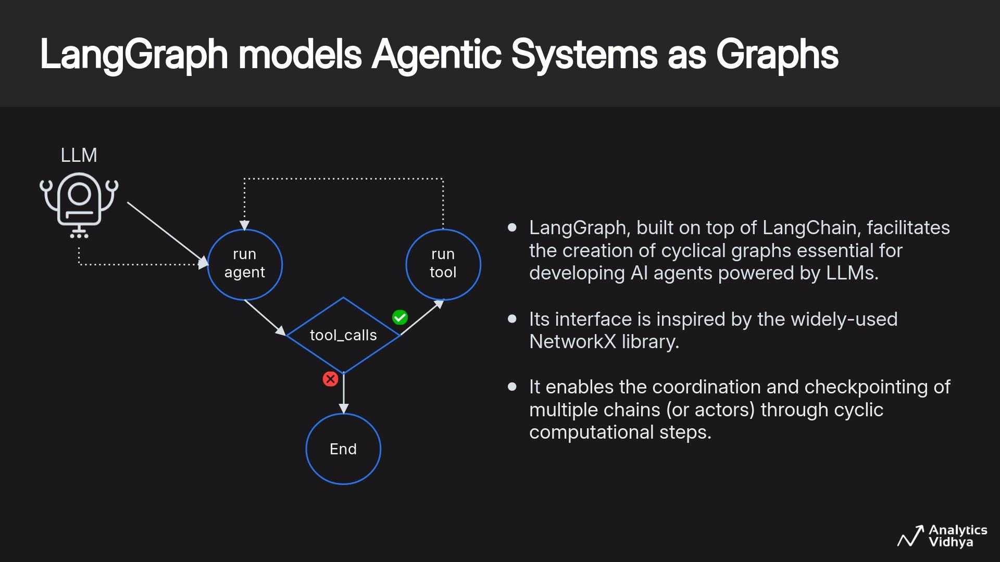 LangGraph models Agentic Systems as Graphs
LLM
run
agent
run
tool
tool_calls
End
● LangGraph, built on top of LangChain, facilitates
the creation of cyclical graphs essential for
developing AI agents powered by LLMs.
● Its interface is inspired by the widely-used
NetworkX library.
● It enables the coordination and checkpointing of
multiple chains (or actors) through cyclic
computational steps.
Analytics
Vidhya